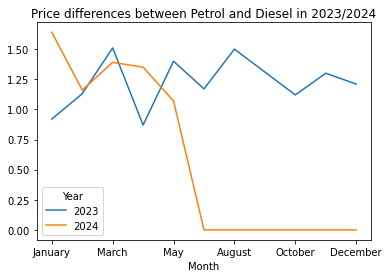 Price differences between Petrol and Diesel in 2023/2024
1.50
1.25
1.00
0.75
0.50
0.25
0.00
Year
2023
2024
January
March
May
August
October
December
Month